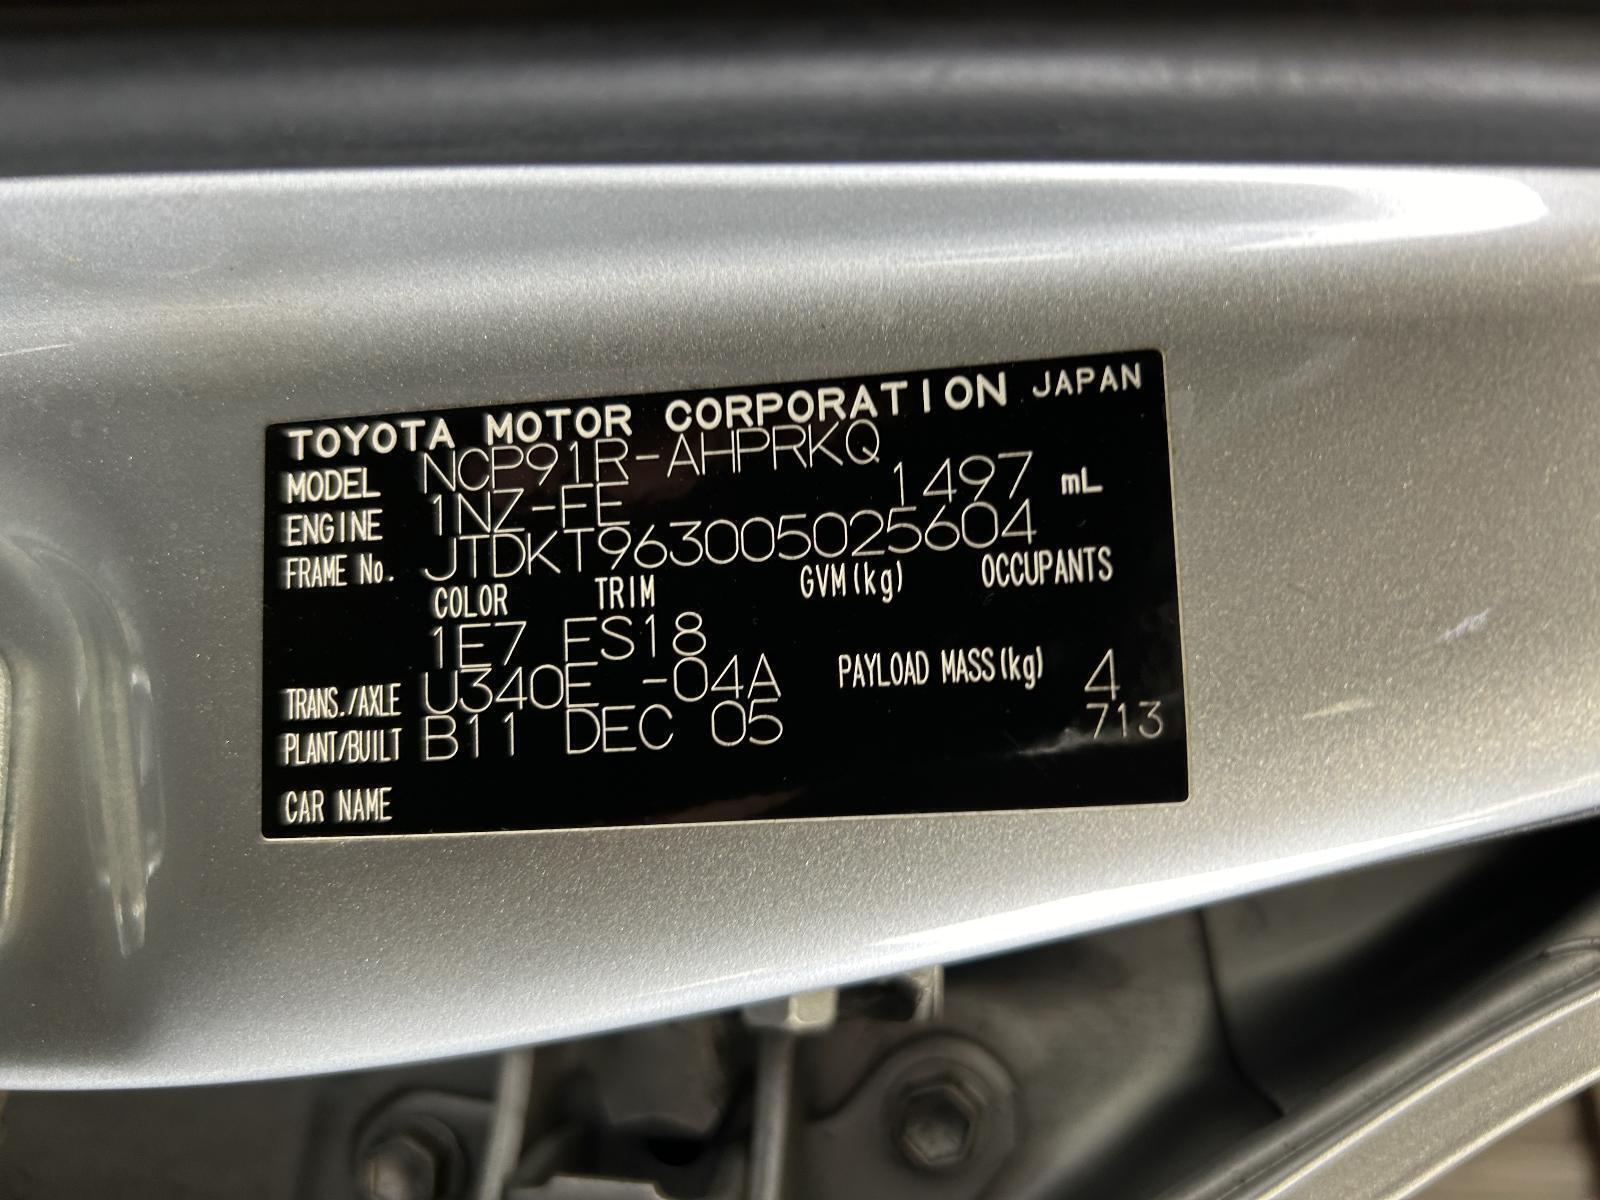 TOYOTA MOTOR CORPORATION JAPAN
MODEL NCP91R-AHPRKQ
ENGINE 1NZ-FE 1497 mL
FRAME No. JTDKT963005025604
COLOR TRIM GVM(kg) OCCUPANTS
1E7 FS18
TRANS./AXLE U340E -04A PAYLOAD MASS(kg) 4
PLANT/BUILT B11 DEC 05 713
CAR NAME